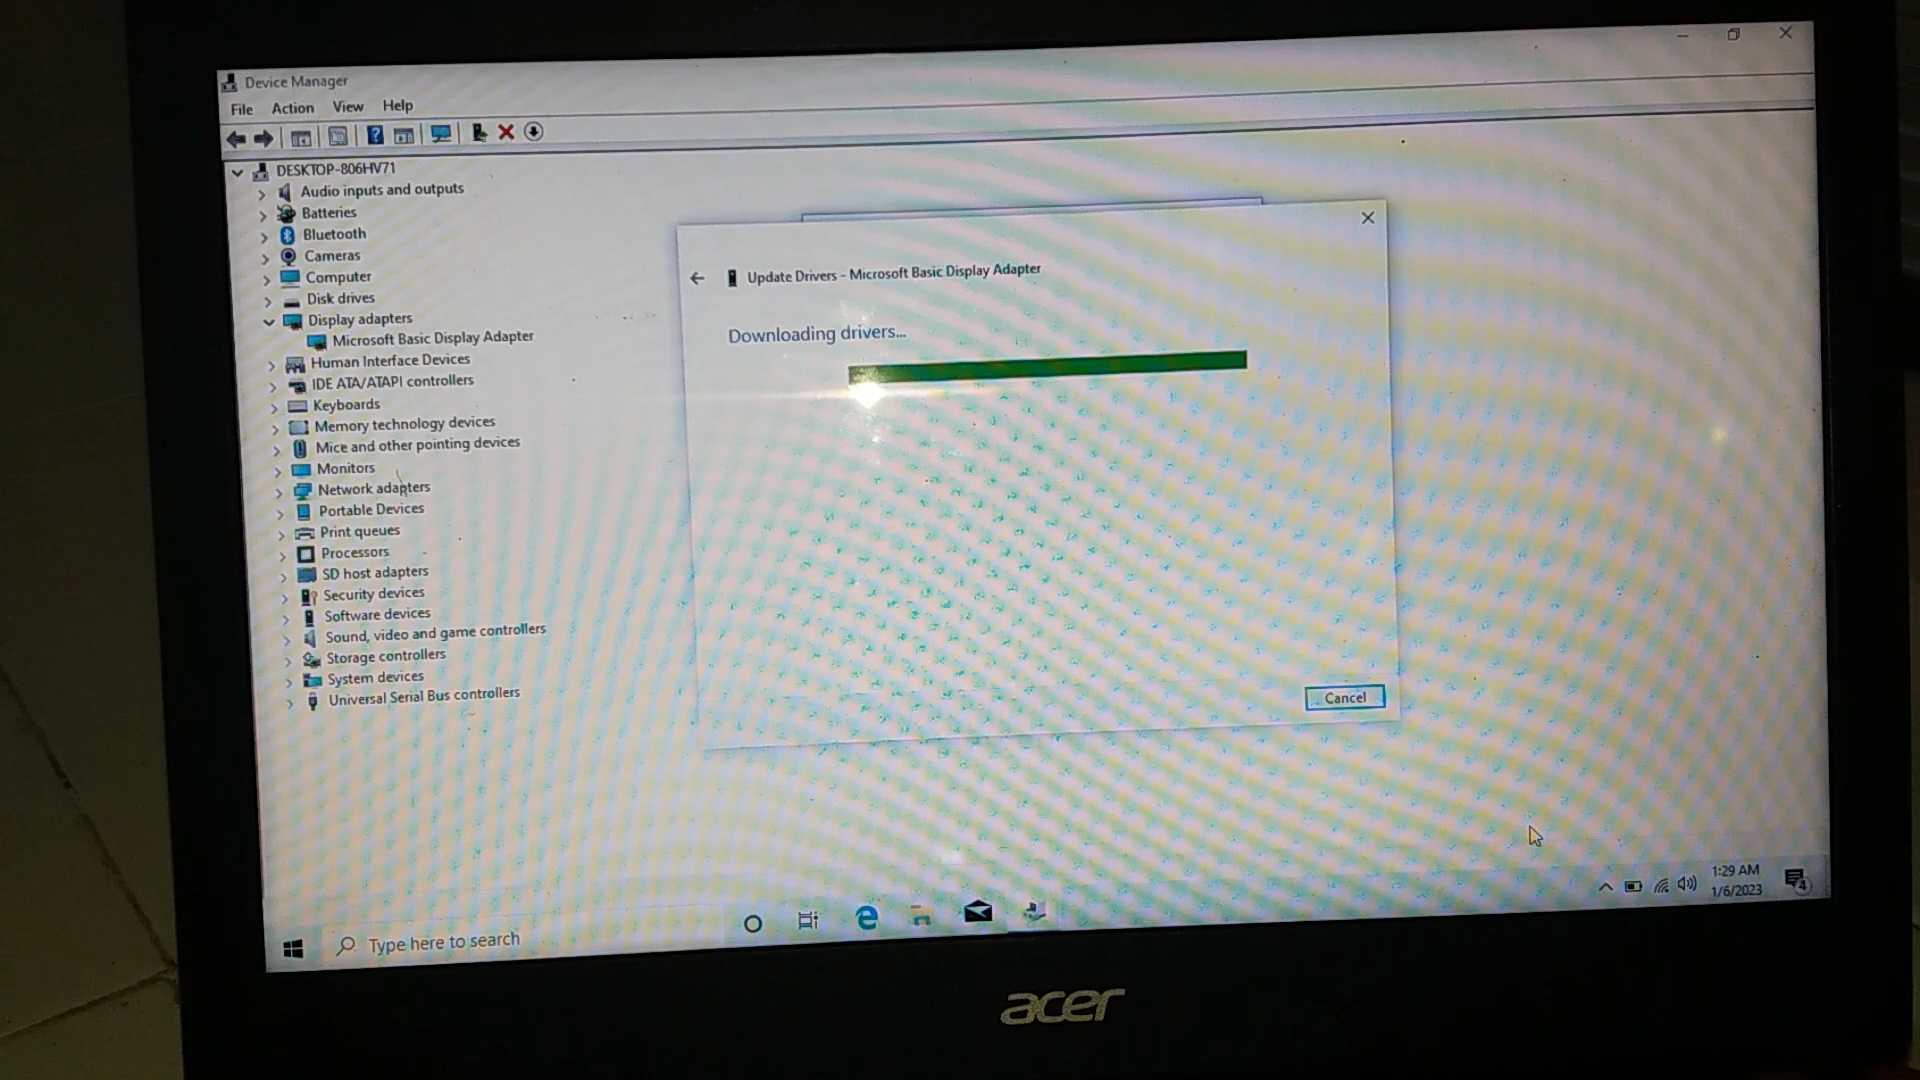 Device Manager
File Action View Help
DESKTOP-806HV71
Audio inputs and outputs
Batteries
Bluetooth
Cameras
Computer
Disk drives
Display adapters
Microsoft Basic Display Adapter
Human Interface Devices
IDE ATA/ATAPI controllers
Keyboards
Memory technology devices
Mice and other pointing devices
Monitors
Network adapters
Portable Devices
Print queues
Processors
SD host adapters
Security devices
Software devices
Sound, video and game controllers
Storage controllers
System devices
Universal Serial Bus controllers
Update Drivers - Microsoft Basic Display Adapter
Downloading drivers...
Cancel
Type here to search
1:29 AM
1/6/2023
4
acer